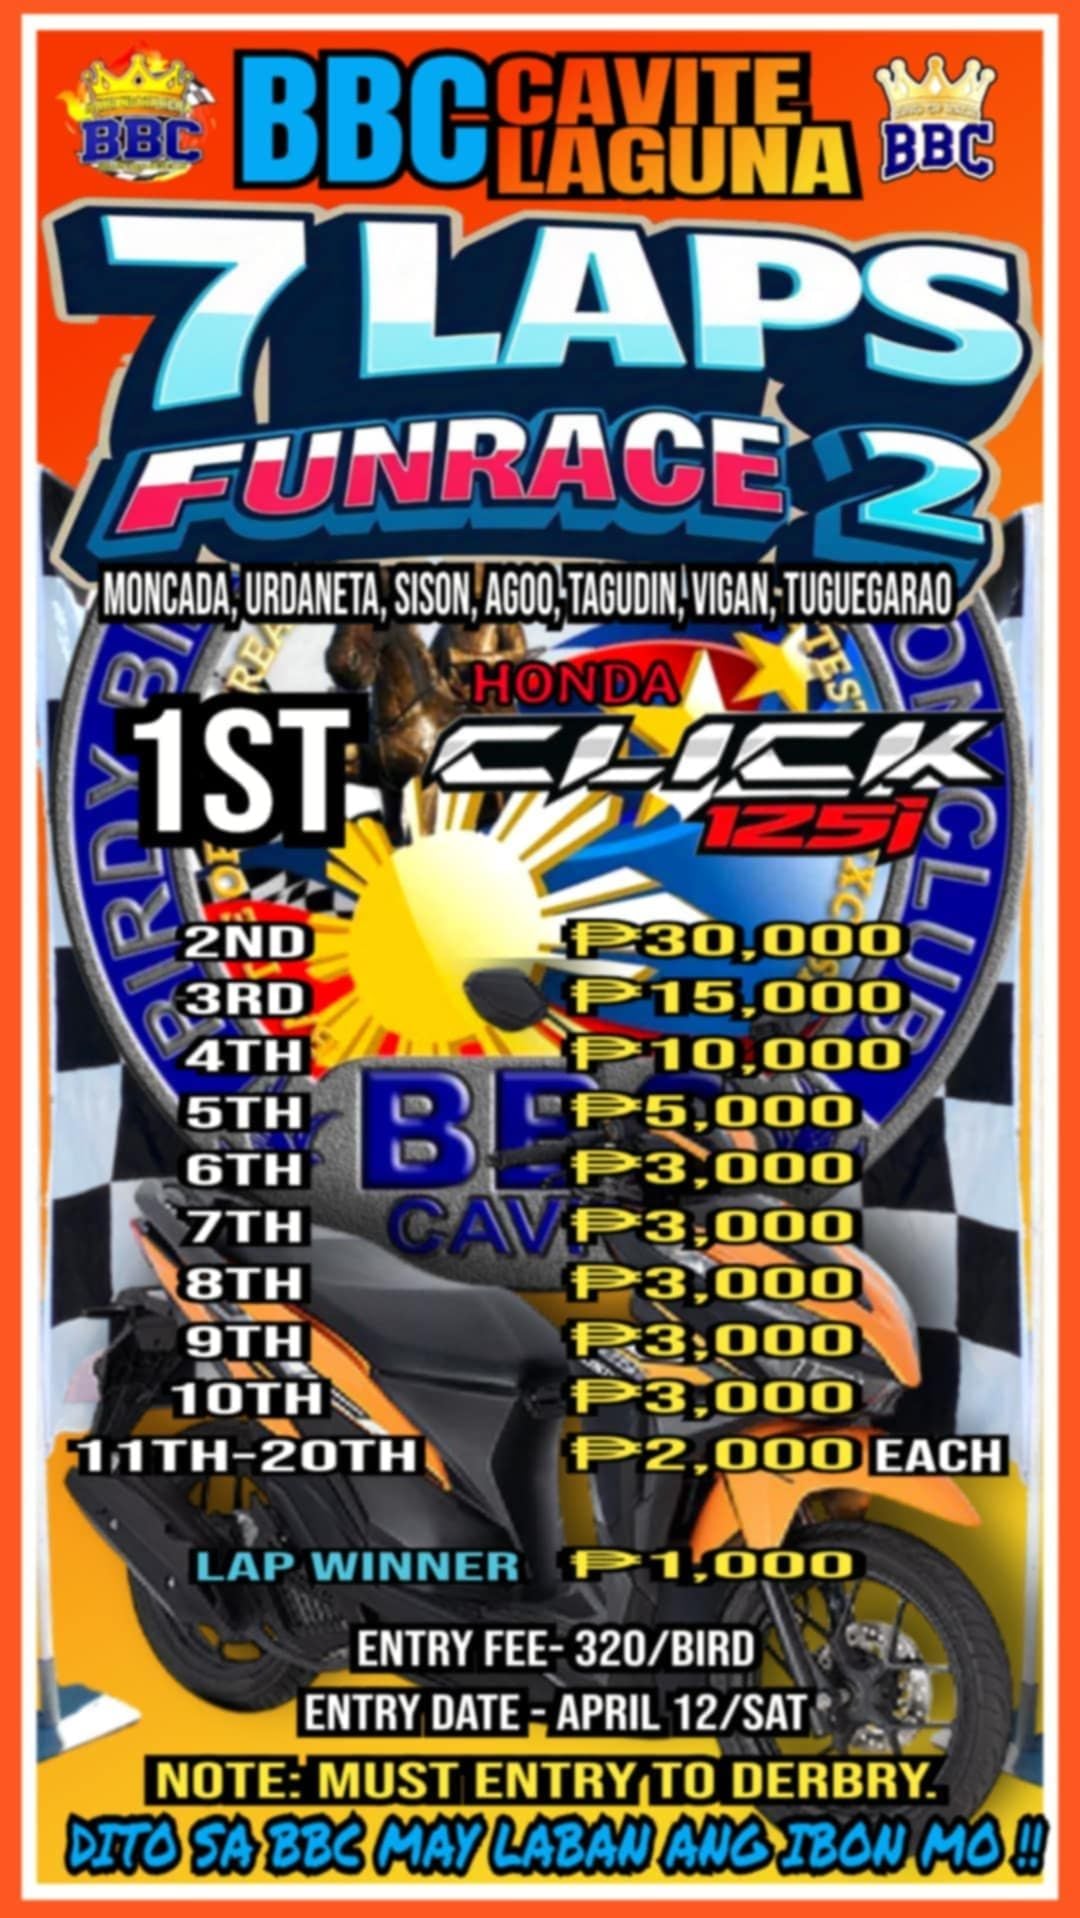 BBC CAVITE LAGUNA
BBC
BBC
7 LAPS
FUNRACE 2
MONCADA, URDANETA, SISON, AGOO, TAGUDIN, VIGAN, TUGUEGARAO
1ST HONDA CLICK 125i
2ND ₱30,000
3RD ₱15,000
4TH ₱10,000
5TH ₱5,000
6TH ₱3,000
7TH ₱3,000
8TH ₱3,000
9TH ₱3,000
10TH ₱3,000
11TH-20TH ₱2,000 EACH
LAP WINNER ₱1,000
ENTRY FEE- 320/BIRD
ENTRY DATE - APRIL 12/SAT
NOTE: MUST ENTRY TO DERBRY.
DITO SA BBC MAY LABAN ANG IBON MO !!